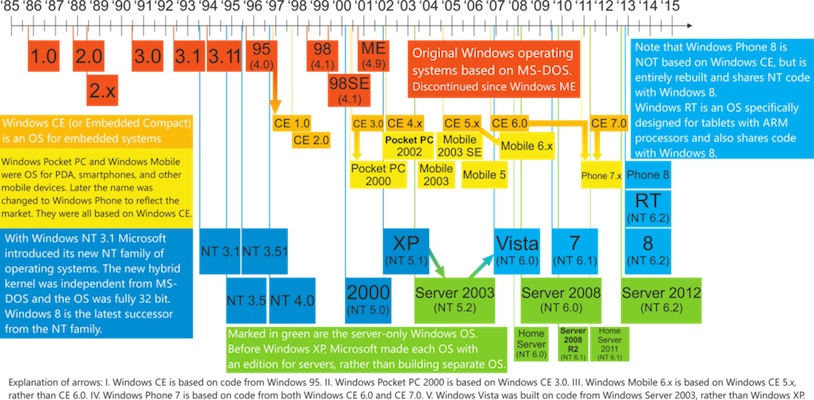 '85 '86 '87 '88 '89 '90 '91 '92 '93 '94 '95 '96 '97 '98 '99 '00 '01 '02 '03 '04 '05 '06 '07 '08 '09 '10 '11 '12 '13 '14 '15
1.0
2.0
2.x
3.0
3.1
3.11
95
(4.0)
98
(4.1)
98SE
(4.1)
ME
(4.9)
Original Windows operating
systems based on MS-DOS.
Discontinued since Windows ME
Note that Windows Phone 8 is
NOT based on Windows CE, but is
entirely rebuilt and shares NT code
with Windows 8.
Windows RT is an OS specifically
designed for tablets with ARM
processors and also shares code
with Windows 8.
Windows CE (or Embedded Compact)
is an OS for embedded systems
CE 1.0
CE 2.0
CE 3.0
CE 4.x
CE 5.x
CE 6.0
CE 7.0
Windows Pocket PC and Windows Mobile
were OS for PDA, smartphones, and other
mobile devices. Later the name was
changed to Windows Phone to reflect the
market. They were all based on Windows CE.
Pocket PC
2000
Pocket PC
2002
Mobile
2003
Mobile
2003 SE
Mobile 5
Mobile 6.x
Phone 7.x
Phone 8
RT
(NT 6.2)
With Windows NT 3.1 Microsoft
introduced its new NT family of
operating systems. The new hybrid
kernel was independent from MS-
DOS and the OS was fully 32 bit.
Windows 8 is the latest successor
from the NT family.
NT 3.1
NT 3.51
NT 3.5
NT 4.0
2000
(NT 5.0)
XP
(NT 5.1)
Server 2003
(NT 5.2)
Vista
(NT 6.0)
Server 2008
(NT 6.0)
7
(NT 6.1)
8
(NT 6.2)
Server 2012
(NT 6.2)
Marked in green are the server-only Windows OS.
Before Windows XP, Microsoft made each OS with
an edition for servers, rather than building separate OS.
Home
Server
(NT 6.0)
Server
2008
R2
(NT 6.1)
Home
Server
2011
(NT 6.1)
Explanation of arrows: I. Windows CE is based on code from Windows 95. II. Windows Pocket PC 2000 is based on Windows CE 3.0. III. Windows Mobile 6.x is based on Windows CE 5.x,
rather than CE 6.0. IV. Windows Phone 7 is based on code from both Windows CE 6.0 and CE 7.0. V. Windows Vista was built on code from Windows Server 2003, rather than Windows XP.